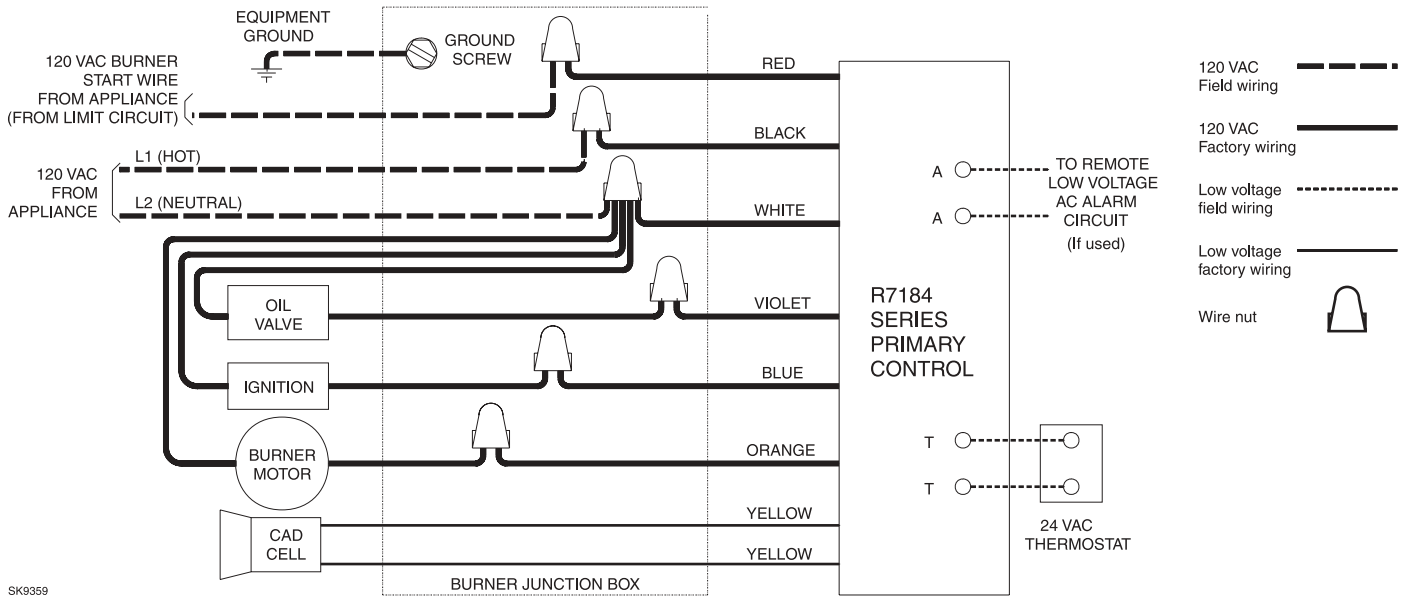 EQUIPMENT
GROUND
GROUND
SCREW
120 VAC BURNER
START WIRE
FROM APPLIANCE
(FROM LIMIT CIRCUIT)
L1 (HOT)
120 VAC
FROM
APPLIANCE
L2 (NEUTRAL)
RED
BLACK
WHITE
OIL
VALVE
VIOLET
IGNITION
BLUE
BURNER
MOTOR
ORANGE
CAD
CELL
YELLOW
YELLOW
BURNER JUNCTION BOX
SK9359
R7184
SERIES
PRIMARY
CONTROL
A
A
TO REMOTE
LOW VOLTAGE
AC ALARM
CIRCUIT
(If used)
T
T
24 VAC
THERMOSTAT
120 VAC
Field wiring
120 VAC
Factory wiring
Low voltage
field wiring
Low voltage
factory wiring
Wire nut